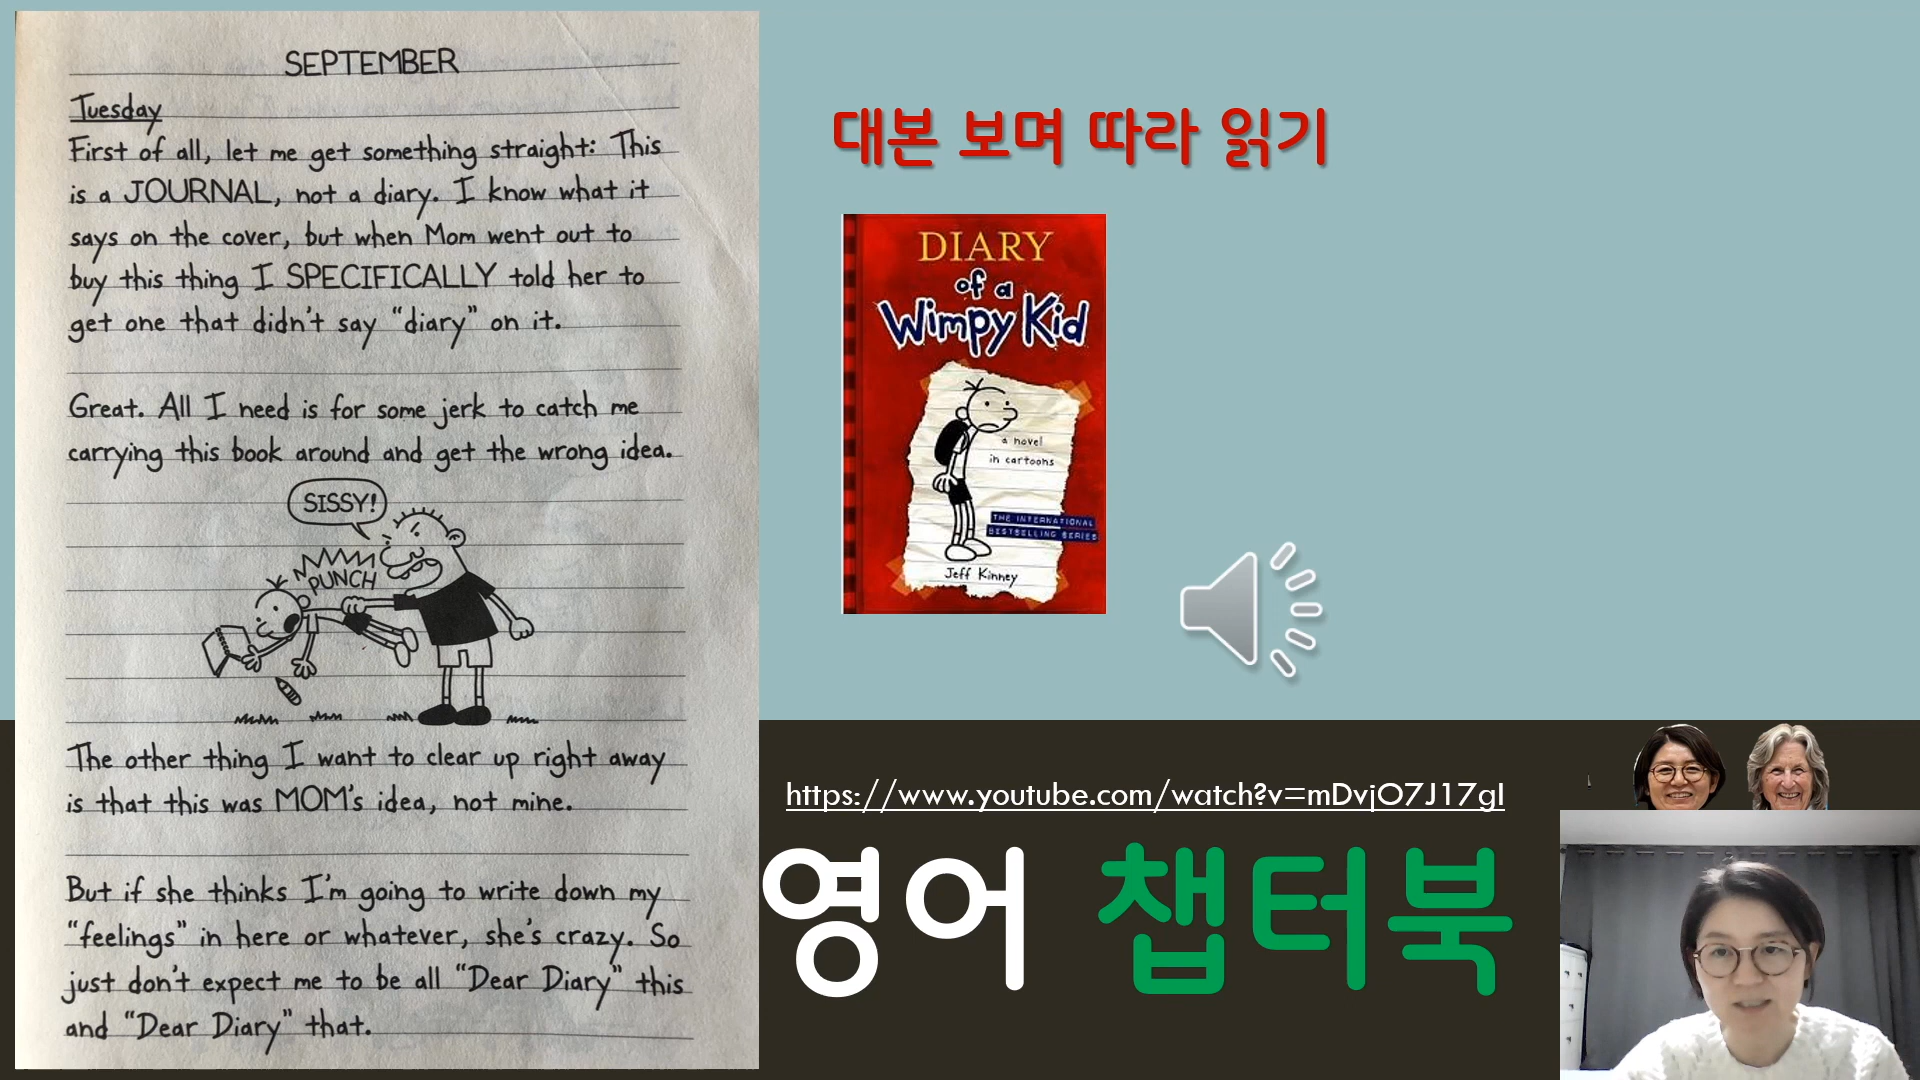 SEPTEMBER
Tuesday
First of all, let me get something straight: This
is a JOURNAL, not a diary. I know what it
says on the cover, but when Mom went out to
buy this thing I SPECIFICALLY told her to
get one that didn't say “diary” on it.
Great. All I need is for some jerk to catch me
carrying this book around and get the wrong idea.
SISSY!
PUNCH
The other thing I want to clear up right away
is that this was MOM's idea, not mine.
But if she thinks I'm going to write down my
“feelings” in here or whatever, she's crazy. So
just don't expect me to be all “Dear Diary” this
and “Dear Diary” that.
대본 보며 따라 읽기
DIARY
of a
Wimpy Kid
a novel
in cartoons
THE INTERNATIONAL
BESTSELLING SERIES
Jeff Kinney
https://www.youtube.com/watch?v=mDvjO7J17gI
영어 챕터북